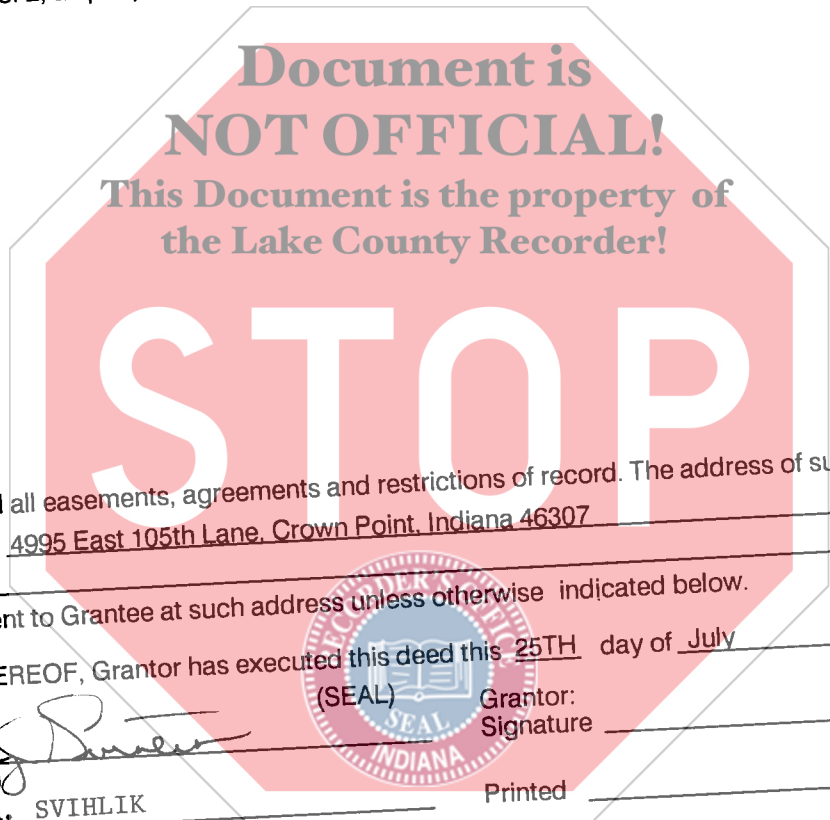 Document is
NOT OFFICIAL!
This Document is the property of
the Lake County Recorder!
STOP
all easements, agreements and restrictions of record. The address of su
4995 East 105th Lane, Crown Point, Indiana 46307
nt to Grantee at such address unless otherwise indicated below.
EREOF, Grantor has executed this deed this 25TH day of July
(SEAL) Grantor:
Signature
RECORDER'S OFFICE
SEAL
INDIANA
SVIHLIK Printed